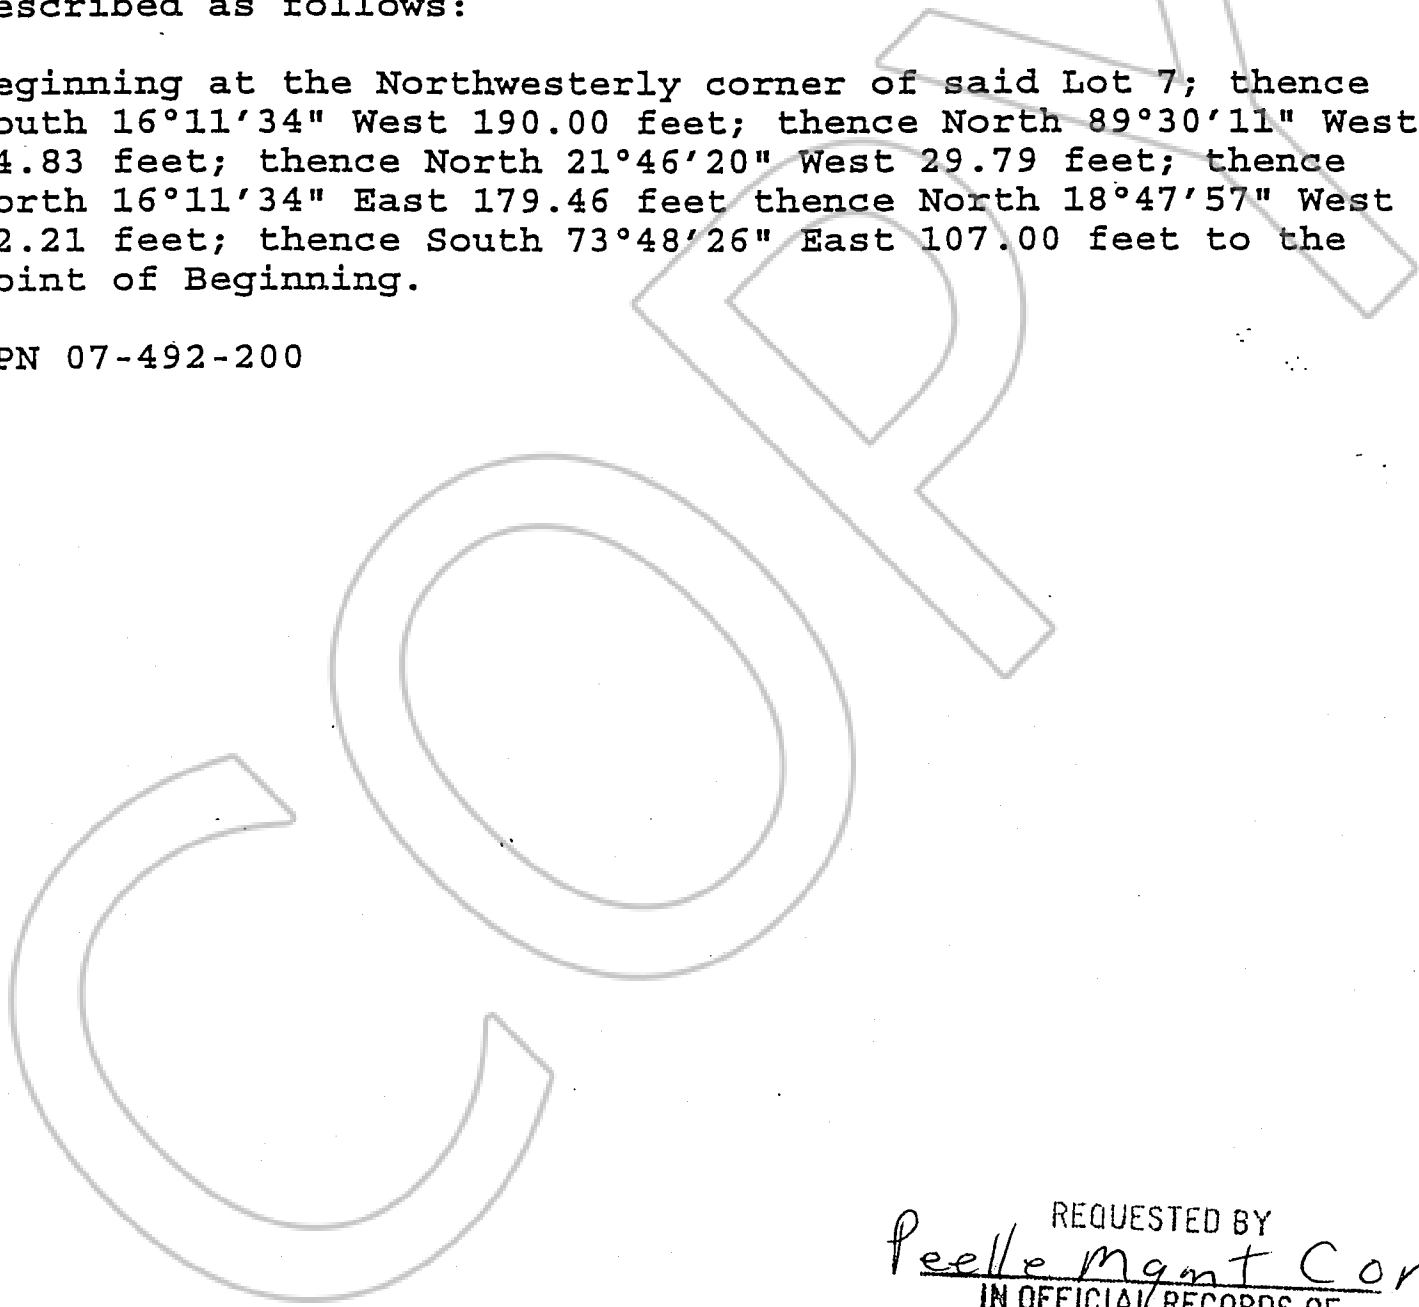 escribed as follows:
eginning at the Northwesterly corner of said Lot 7; thence
outh 16°11'34" West 190.00 feet; thence North 89°30'11" West
4.83 feet; thence North 21°46'20" West 29.79 feet; thence
orth 16°11'34" East 179.46 feet thence North 18°47'57" West
2.21 feet; thence South 73°48'26" East 107.00 feet to the
oint of Beginning.
PN 07-492-200
COPY
REQUESTED BY
Peelle Mgmt Cor
IN OFFICIAL RECORDS OF